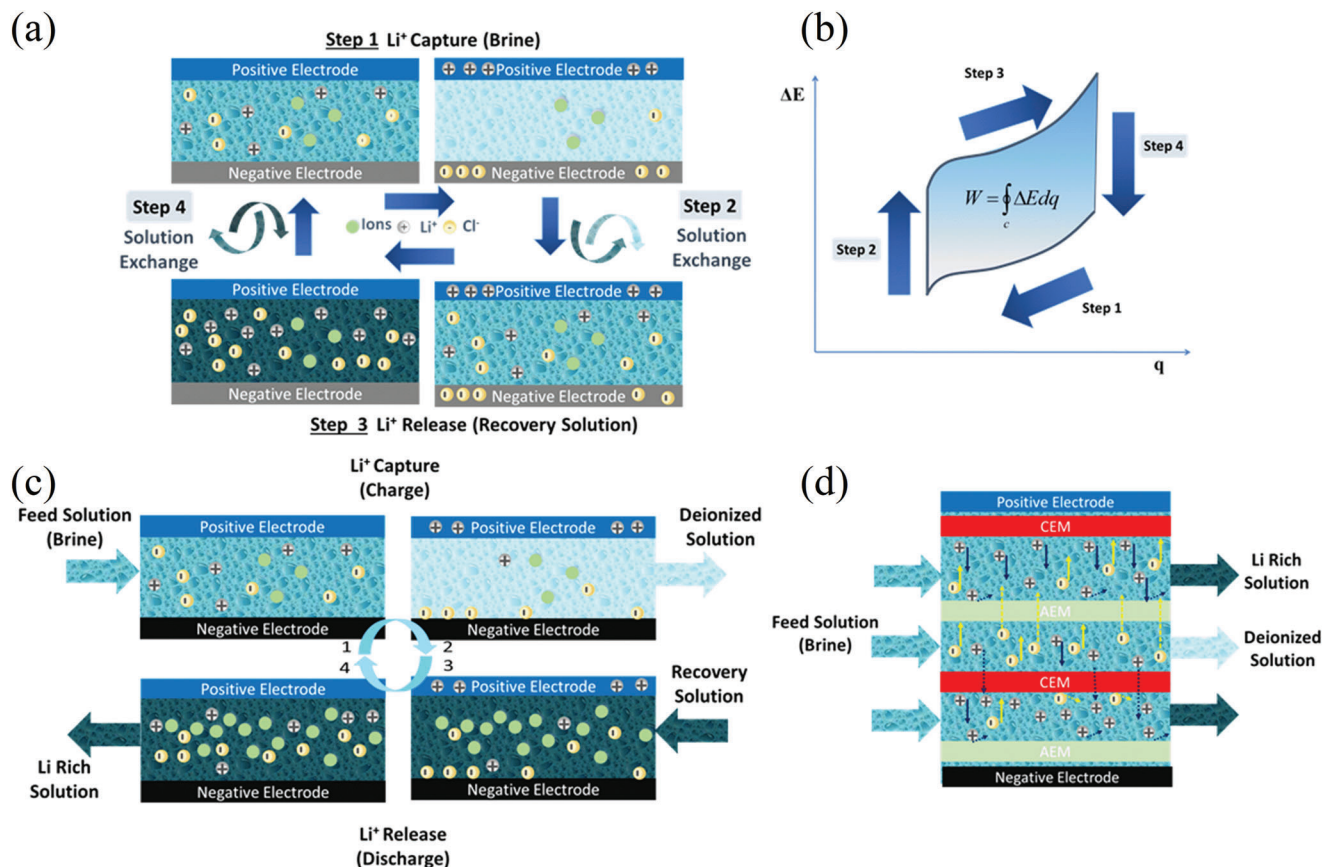 (a)
Step 1 Li⁺ Capture (Brine)
Positive Electrode
Positive Electrode
Negative Electrode
Negative Electrode
Step 4
Solution
Exchange
Ions Li⁺ Cl⁻
Step 2
Solution
Exchange
Positive Electrode
Positive Electrode
Negative Electrode
Negative Electrode
Step 3 Li⁺ Release (Recovery Solution)
(b)
ΔE
Step 3
Step 4
W = ∮ ΔEdq
c
Step 2
Step 1
q
(c)
Li⁺ Capture
(Charge)
Feed Solution
(Brine)
Positive Electrode
Positive Electrode
Deionized
Solution
Negative Electrode
Negative Electrode
1 2
4 3
Positive Electrode
Positive Electrode
Recovery
Solution
Li Rich
Solution
Negative Electrode
Negative Electrode
Li⁺ Release
(Discharge)
(d)
Positive Electrode
CEM
Li Rich
Solution
AEM
Feed Solution
(Brine)
Deionized
Solution
CEM
AEM
Negative Electrode